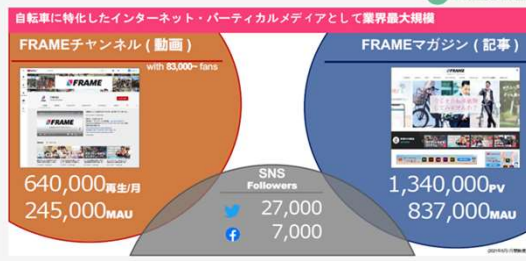 自転車に特化したインターネット・バーティカルメディアとして業界最大規模
FRAMEチャンネル ( 動画 )
with 83,000~ fans
FRAME
FRAME
640,000再生/月
245,000MAU
FRAMEマガジン ( 記事 )
FRAME
1,340,000PV
837,000MAU
SNS
Followers
27,000
7,000